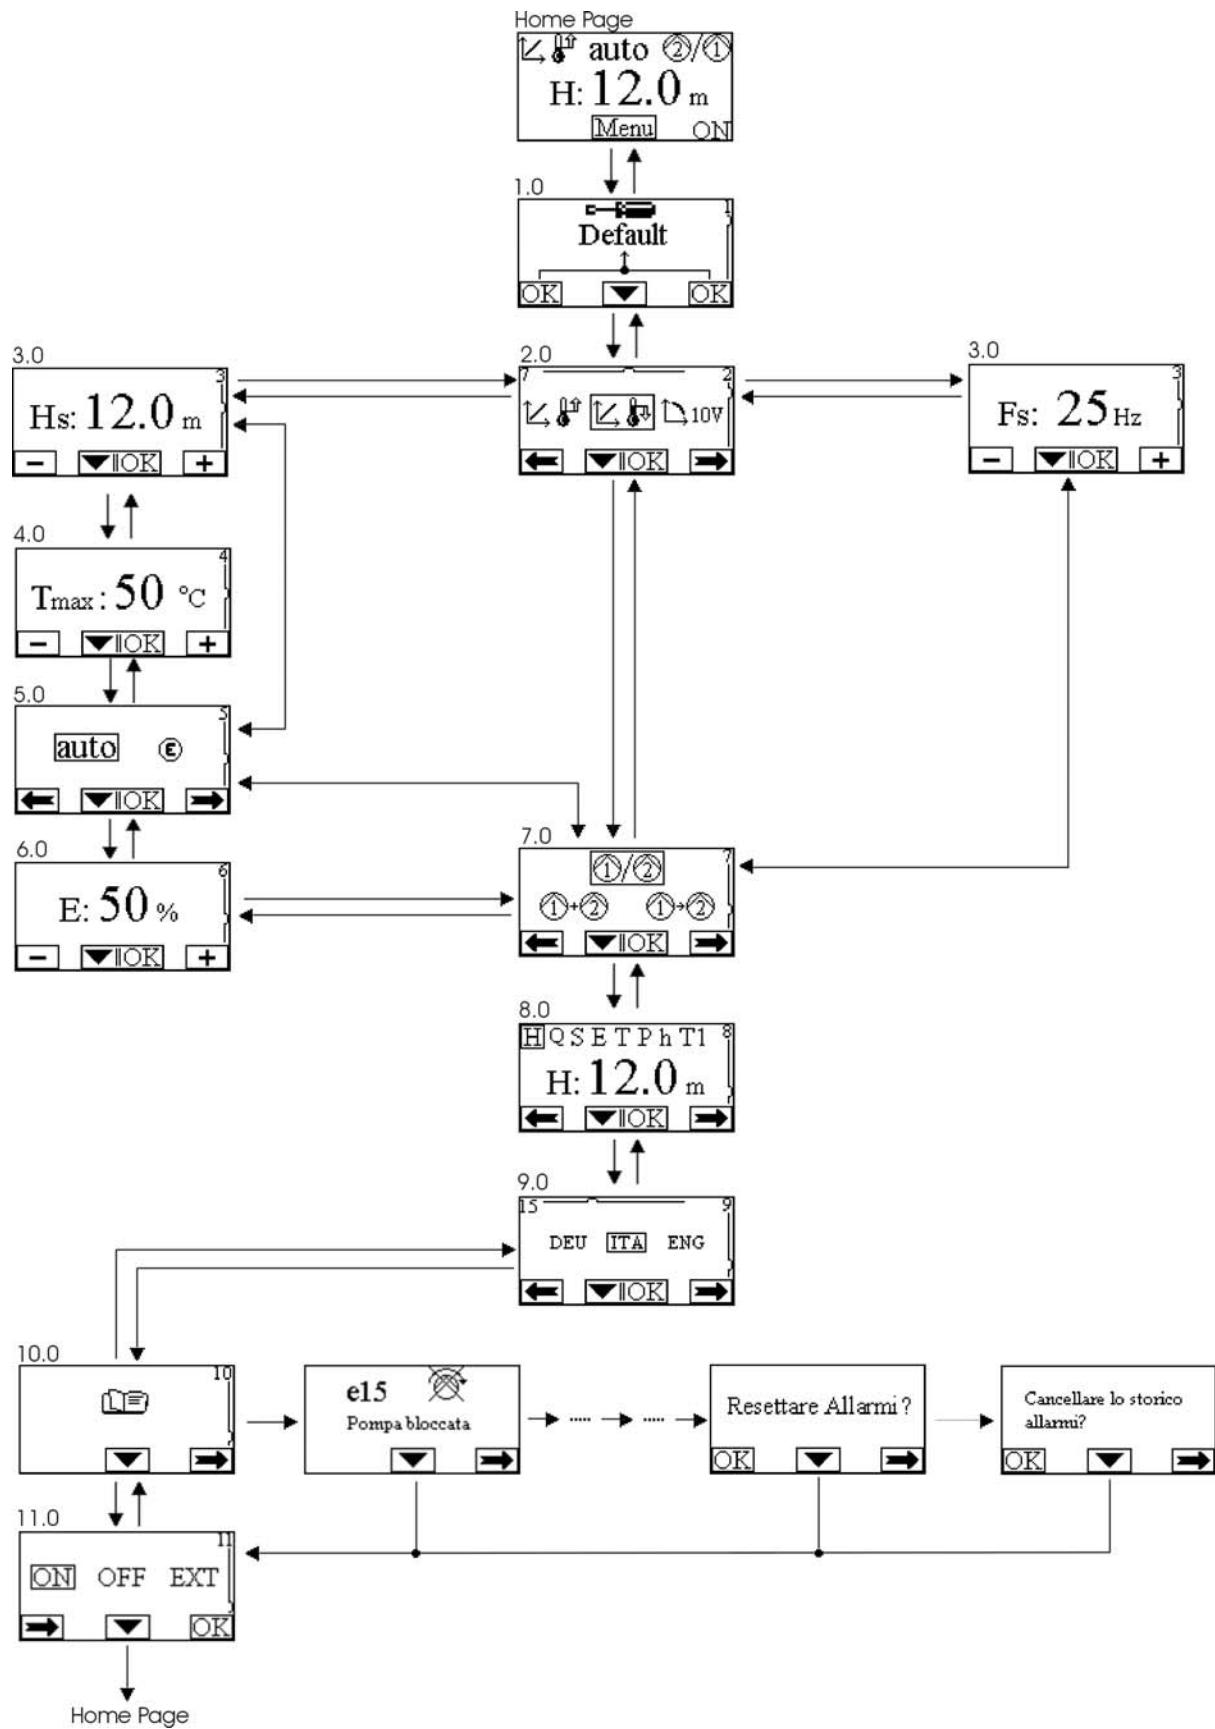 Home Page
auto 2/1
H: 12.0 m
Menu ON
1.0
1
Default
OK OK
3.0
3
Hs: 12.0 m
− OK +
2.0
7 2
10V
OK
3.0
3
Fs: 25 Hz
− OK +
4.0
4
Tmax : 50 °C
− OK +
5.0
5
auto E
OK
6.0
6
E: 50 %
− OK +
7.0
7
1/2
1+2 1→2
OK
8.0
H Q S E T P h T1 8
H: 12.0 m
OK
9.0
15 9
DEU ITA ENG
OK
10.0
10
e15
Pompa bloccata
Resettare Allarmi ?
OK
Cancellare lo storico
allarmi?
OK
11.0
11
ON OFF EXT
OK
Home Page